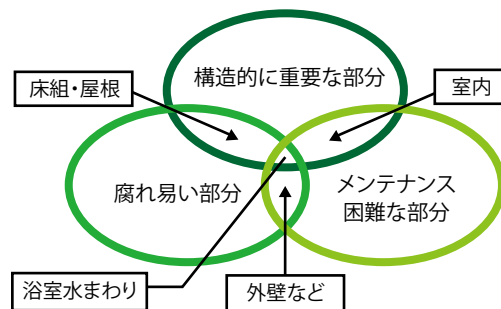 構造的に重要な部分
床組・屋根
室内
腐れ易い部分
メンテナンス
困難な部分
浴室水まわり
外壁など